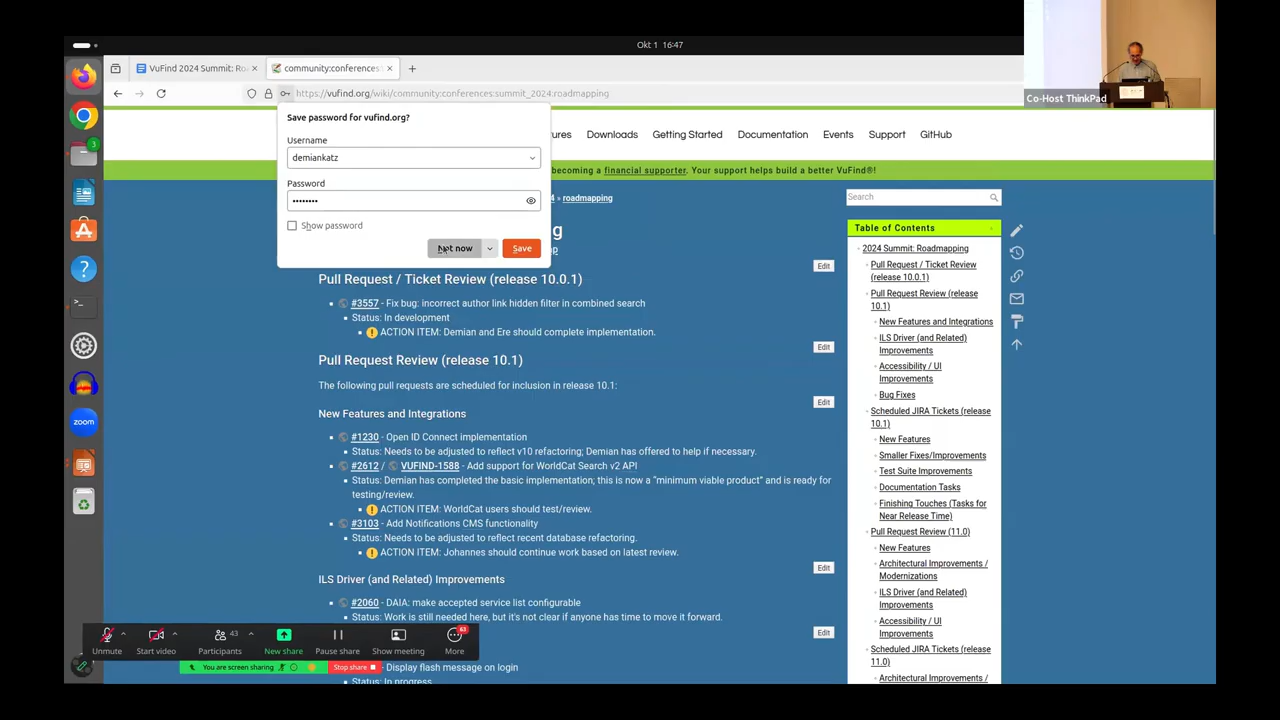 Okt 1 16:47
VuFind 2024 Summit: Ro
community:conferences:
https://vufind.org/wiki/community:conferences:summit_2024:roadmapping
Co-Host ThinkPad
Save password for vufind.org?
Username
demiankatz
Password
••••••••
Show password
Not now
Save
Downloads
Getting Started
Documentation
Events
Support
GitHub
becoming a financial supporter. Your support helps build a better VuFind®!
» roadmapping
Search
Pull Request / Ticket Review (release 10.0.1)
Edit
#3557 - Fix bug: incorrect author link hidden filter in combined search
Status: In development
ACTION ITEM: Demian and Ere should complete implementation.
Edit
Pull Request Review (release 10.1)
The following pull requests are scheduled for inclusion in release 10.1:
Edit
New Features and Integrations
#1230 - Open ID Connect implementation
Status: Needs to be adjusted to reflect v10 refactoring; Demian has offered to help if necessary.
#2612 / VUFIND-1588 - Add support for WorldCat Search v2 API
Status: Demian has completed the basic implementation; this is now a "minimum viable product" and is ready for
testing/review.
ACTION ITEM: WorldCat users should test/review.
#3103 - Add Notifications CMS functionality
Status: Needs to be adjusted to reflect recent database refactoring.
ACTION ITEM: Johannes should continue work based on latest review.
Edit
ILS Driver (and Related) Improvements
#2060 - DAIA: make accepted service list configurable
Status: Work is still needed here, but it's not clear if anyone has time to move it forward.
Edit
- Display flash message on login
Status: In progress
Table of Contents
2024 Summit: Roadmapping
Pull Request / Ticket Review
(release 10.0.1)
Pull Request Review (release
10.1)
New Features and Integrations
ILS Driver (and Related)
Improvements
Accessibility / UI
Improvements
Bug Fixes
Scheduled JIRA Tickets (release
10.1)
New Features
Smaller Fixes/Improvements
Test Suite Improvements
Documentation Tasks
Finishing Touches (Tasks for
Near Release Time)
Pull Request Review (11.0)
New Features
Architectural Improvements /
Modernizations
ILS Driver (and Related)
Improvements
Accessibility / UI
Improvements
Scheduled JIRA Tickets (release
11.0)
Architectural Improvements /
3
zoom
43
63
Unmute
Start video
Participants
New share
Pause share
Show meeting
More
You are screen sharing
Stop share